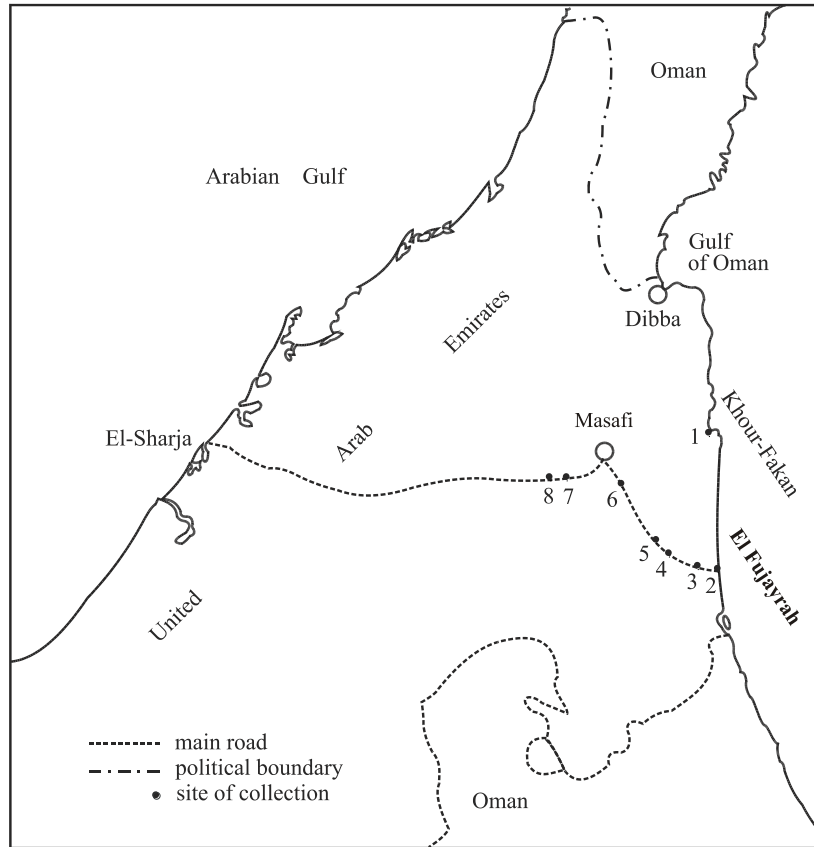 Oman
Arabian Gulf
Gulf
of Oman
Dibba
Emirates
Khour-Fakan
1
Masafi
El-Sharja
Arab
8
7
6
5
4
3
2
El Fujayrah
United
main road
political boundary
site of collection
Oman